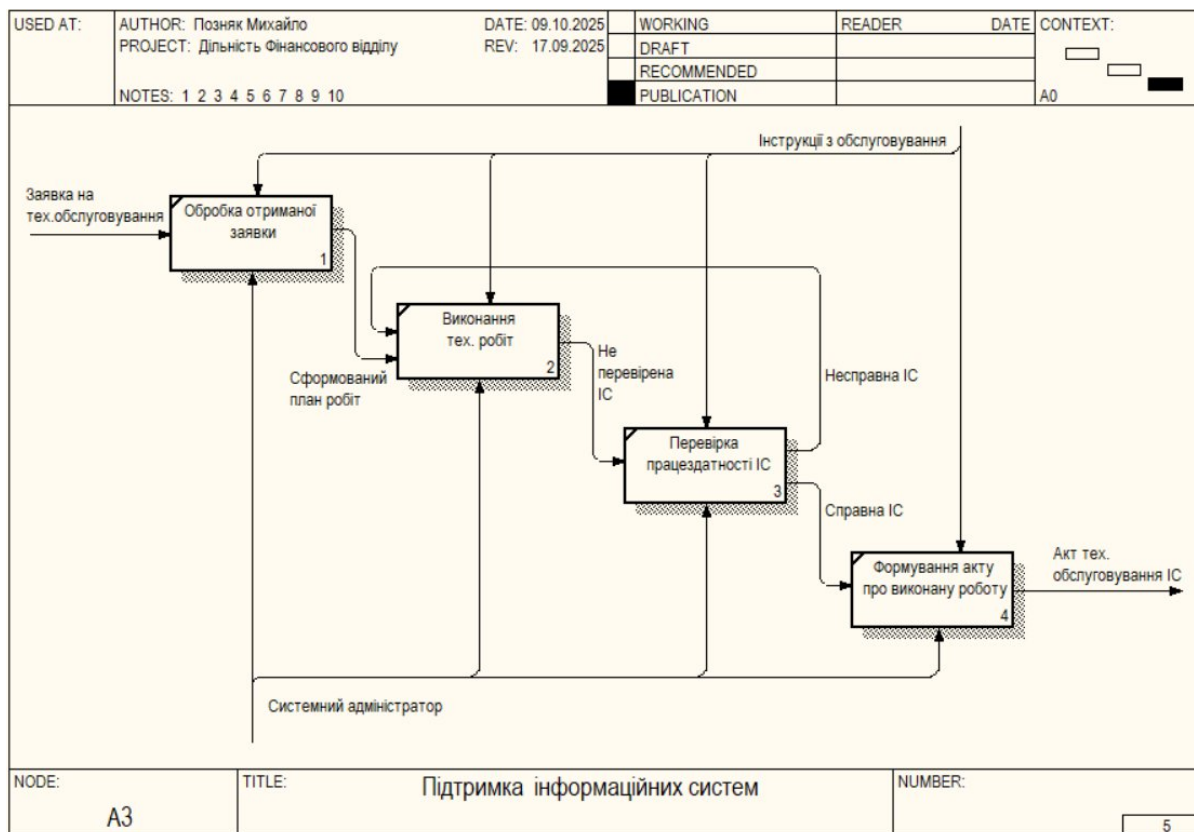 USED AT:
AUTHOR: Позняк Михайло
DATE: 09.10.2025
PROJECT: Дільність Фінансового відділу
REV: 17.09.2025
NOTES: 1 2 3 4 5 6 7 8 9 10
WORKING
DRAFT
RECOMMENDED
PUBLICATION
READER
DATE
CONTEXT:
A0
Інструкції з обслуговування
Заявка на
тех.обслуговування
Обробка отриманої
заявки
1
Виконання
тех. робіт
2
Сформований
план робіт
Не
перевірена
ІС
Несправна ІС
Перевірка
працездатності ІС
3
Справна ІС
Формування акту
про виконану роботу
4
Акт тех.
обслуговування ІС
Системний адміністратор
NODE:
A3
TITLE:
Підтримка інформаційних систем
NUMBER:
5